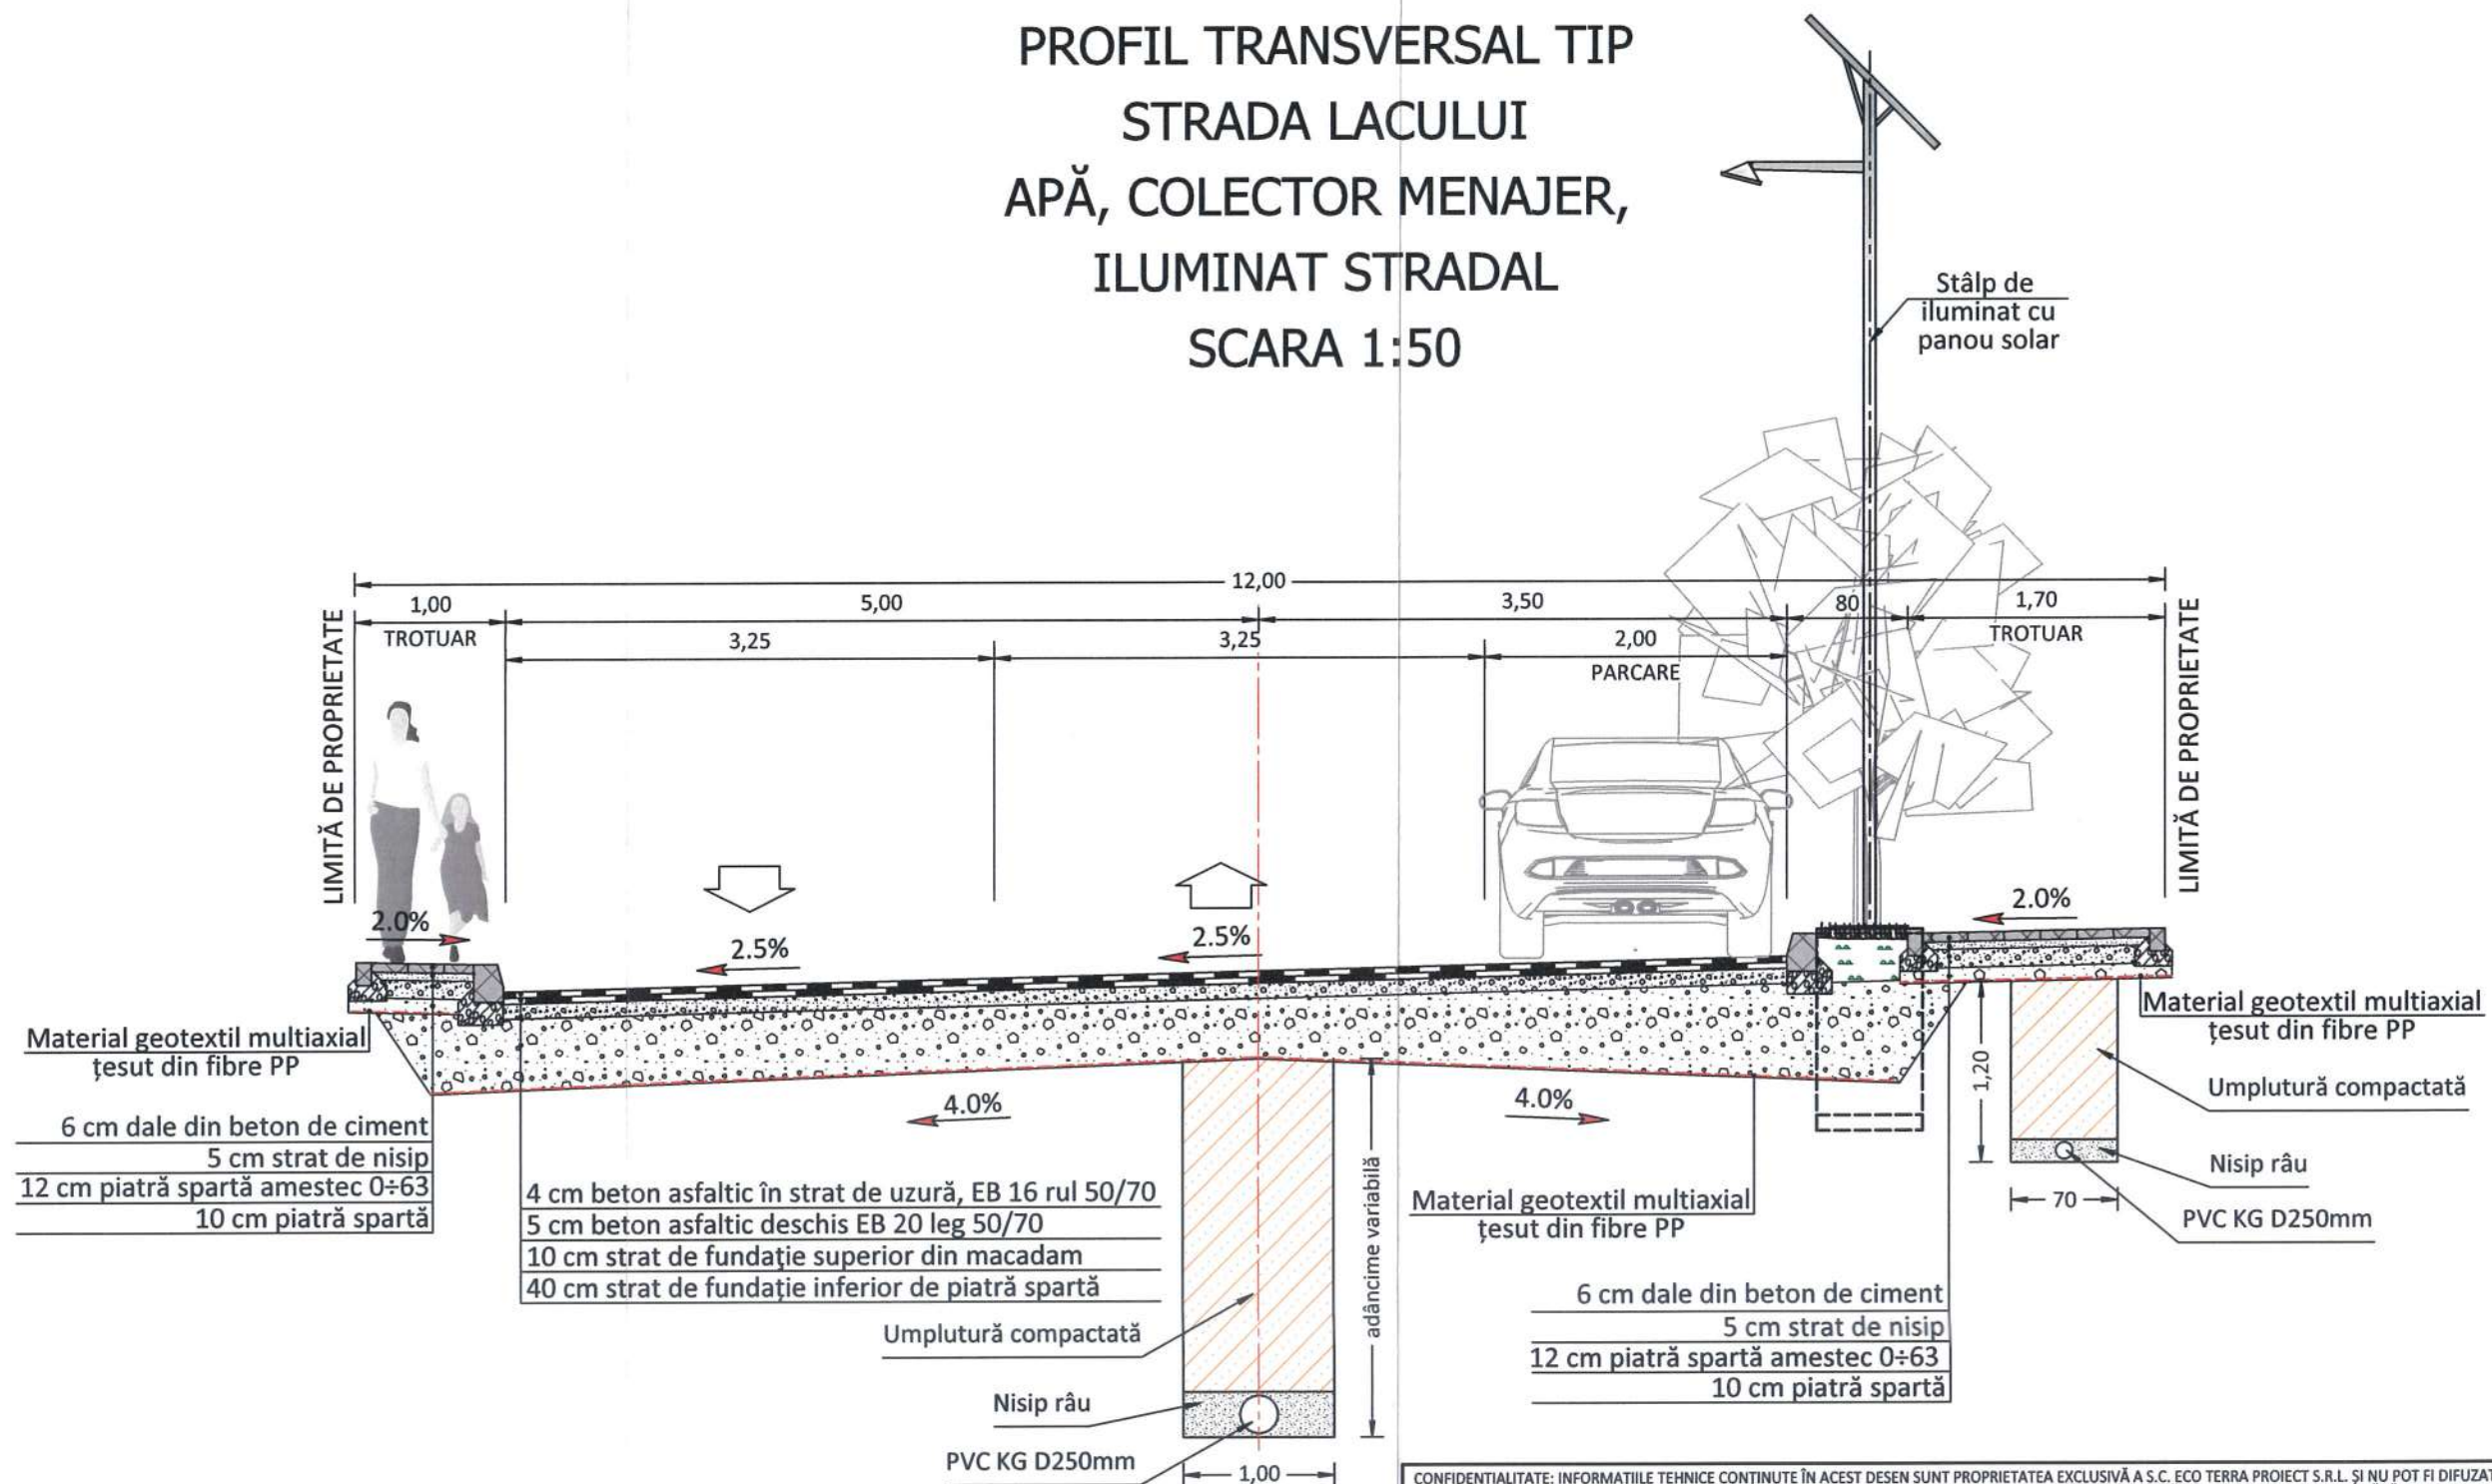 PROFIL TRANSVERSAL TIP
STRADA LACULUI
APĂ, COLECTOR MENAJER,
ILUMINAT STRADAL
SCARA 1:50
Stâlp de
iluminat cu
panou solar
12,00
1,00
5,00
3,50
80
1,70
TROTUAR
3,25
3,25
2,00
TROTUAR
PARCARE
LIMITĂ DE PROPRIETATE
LIMITĂ DE PROPRIETATE
2.0%
2.5%
2.5%
2.0%
Material geotextil multiaxial
țesut din fibre PP
6 cm dale din beton de ciment
5 cm strat de nisip
12 cm piatră spartă amestec 0÷63
10 cm piatră spartă
4.0%
4.0%
4 cm beton asfaltic în strat de uzură, EB 16 rul 50/70
5 cm beton asfaltic deschis EB 20 leg 50/70
10 cm strat de fundație superior din macadam
40 cm strat de fundație inferior de piatră spartă
Umplutură compactată
Nisip râu
PVC KG D250mm
1,00
adâncime variabilă
Material geotextil multiaxial
țesut din fibre PP
6 cm dale din beton de ciment
5 cm strat de nisip
12 cm piatră spartă amestec 0÷63
10 cm piatră spartă
1,20
70
Material geotextil multiaxial
țesut din fibre PP
Umplutură compactată
Nisip râu
PVC KG D250mm
CONFIDENTIALITATE: INFORMATIILE TEHNICE CONTINUTE ÎN ACEST DESEN SUNT PROPRIETATEA EXCLUSIVĂ A S.C. ECO TERRA PROIECT S.R.L. ȘI NU POT FI